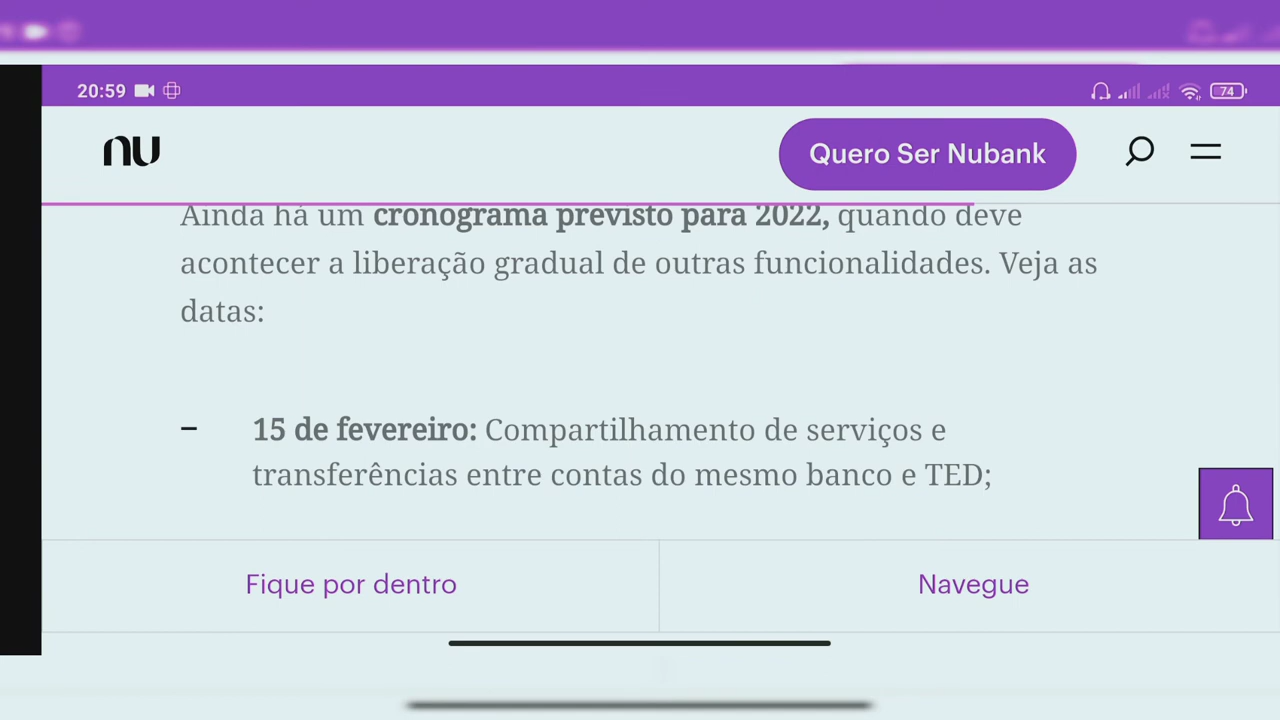 20:59
74
nu
Quero Ser Nubank
Ainda há um cronograma previsto para 2022, quando deve
acontecer a liberação gradual de outras funcionalidades. Veja as
datas:
– 15 de fevereiro: Compartilhamento de serviços e
transferências entre contas do mesmo banco e TED;
Fique por dentro
Navegue